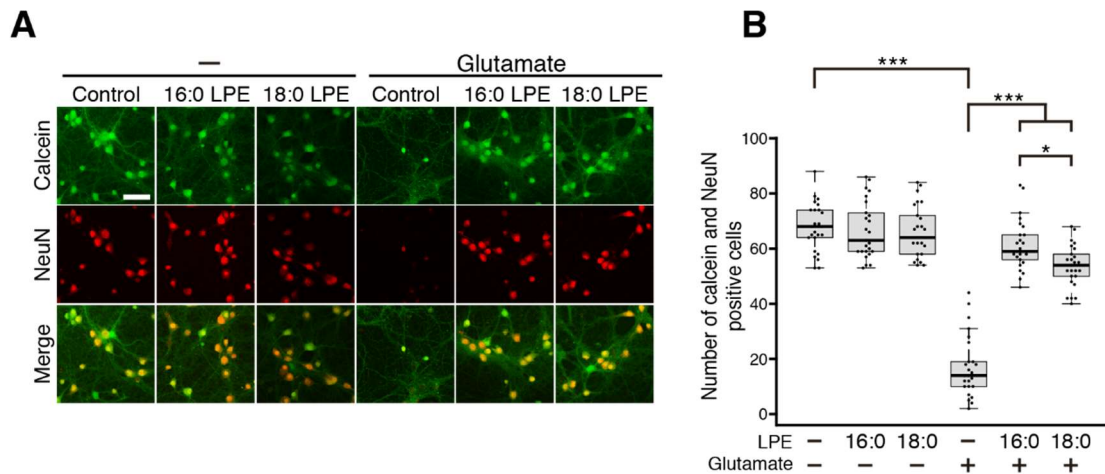 A
B
— Glutamate
Control 16:0 LPE 18:0 LPE Control 16:0 LPE 18:0 LPE
Calcein
NeuN
Merge
***
***
*
Number of calcein and NeuN
positive cells
100
80
60
40
20
0
LPE − 16:0 18:0 − 16:0 18:0
Glutamate − − − + + +